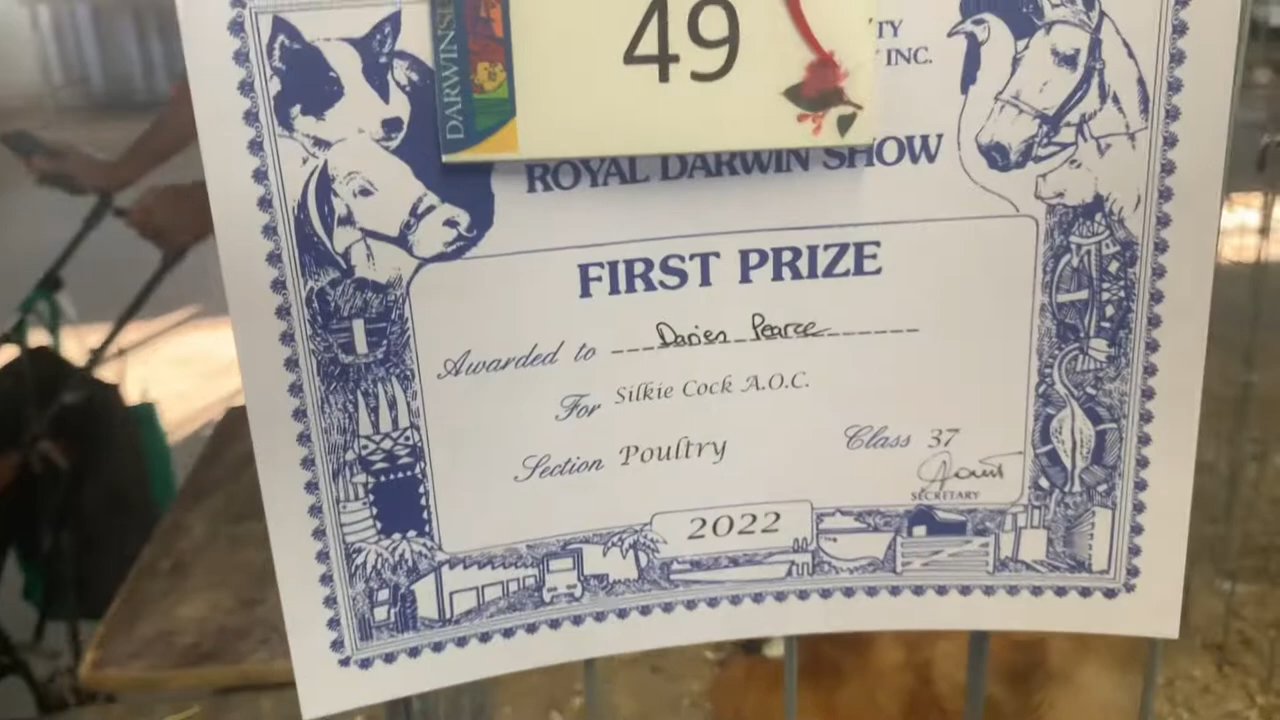 DARWINS
49
TY
INC.
ROYAL DARWIN SHOW
FIRST PRIZE
Awarded to Darien Pearce
For Silkie Cock A.O.C.
Section Poultry Class 37
SECRETARY
2022